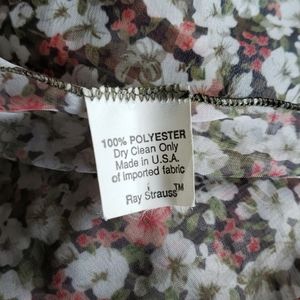 100% POLYESTER
Dry Clean Only
Made in U.S.A.
of imported fabric
Ray Strauss™